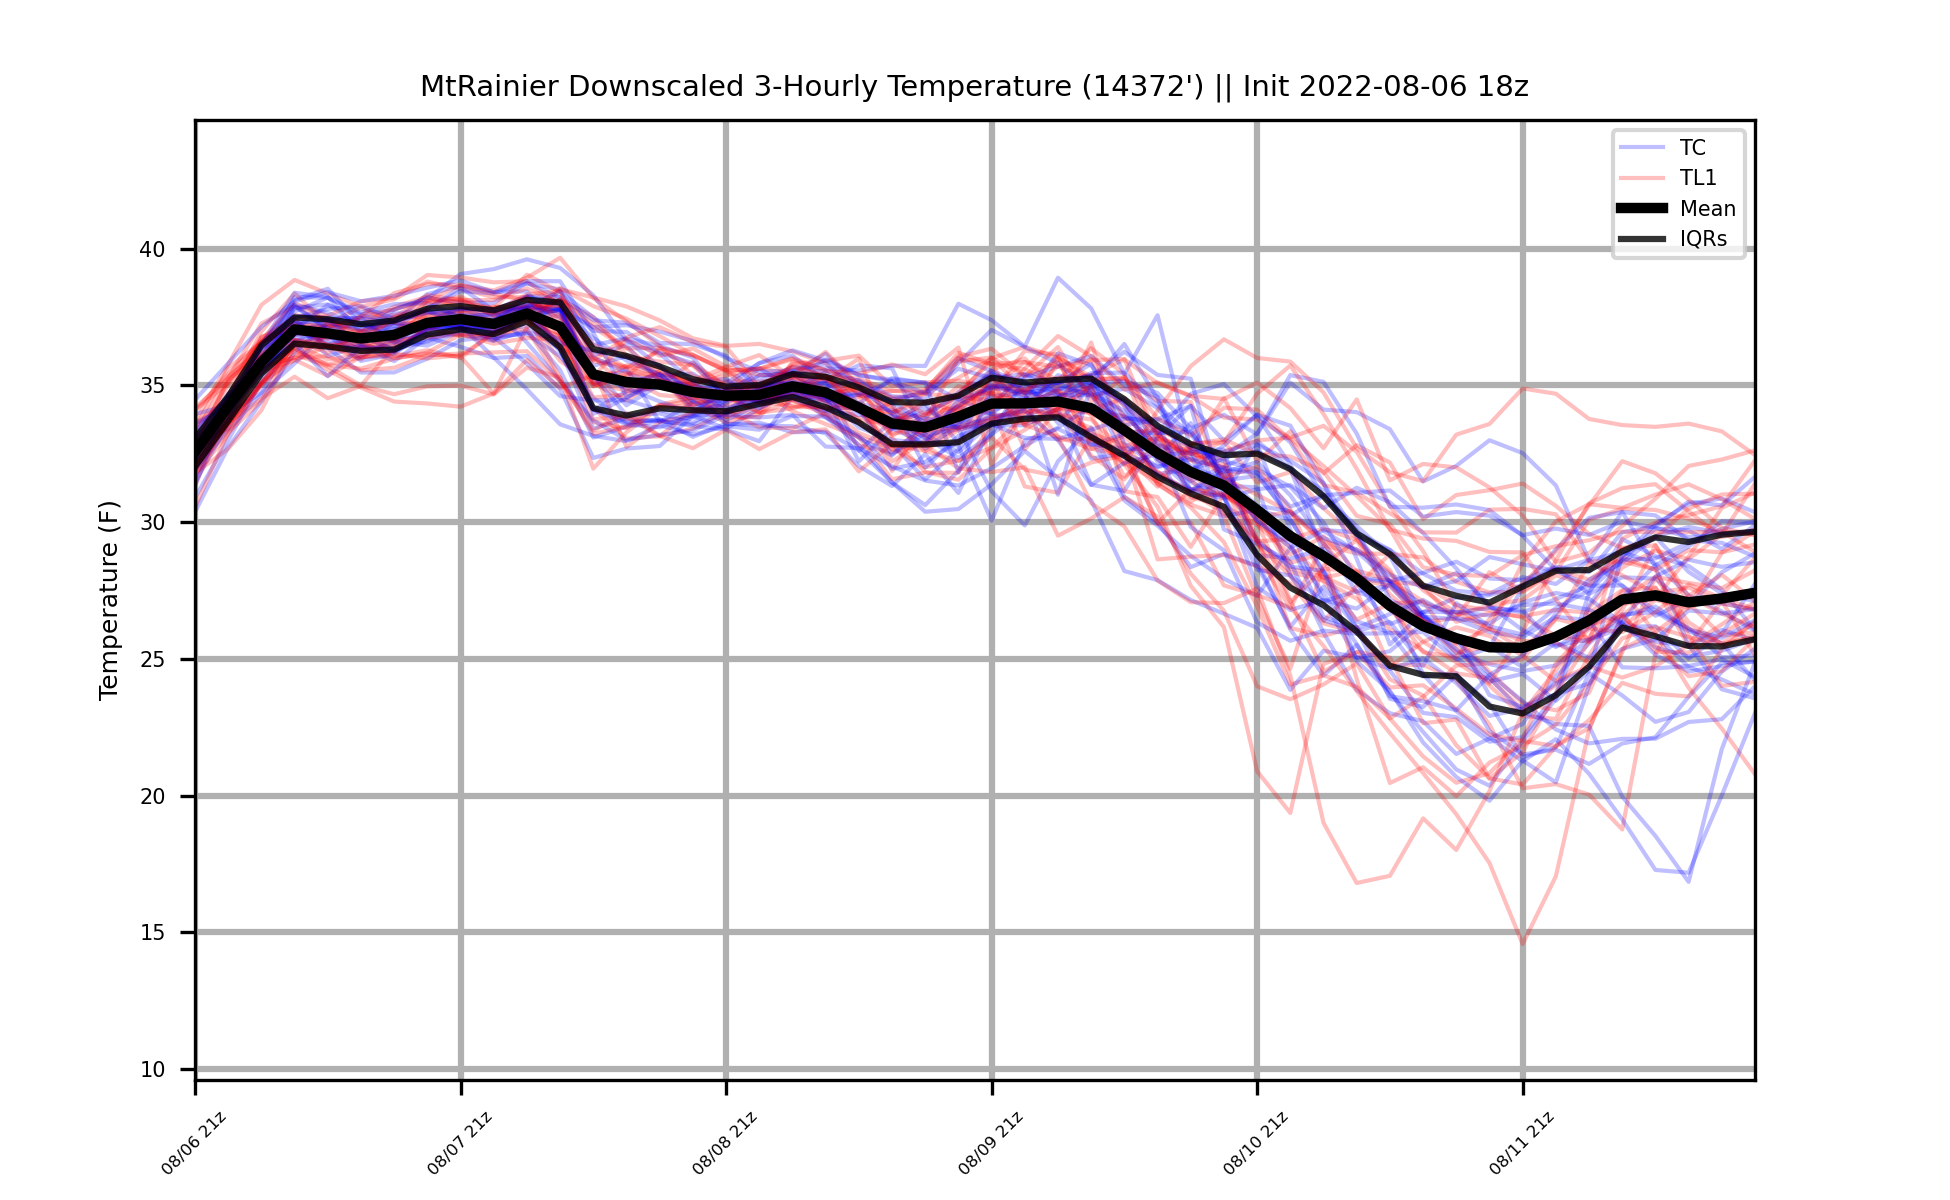 MtRainier Downscaled 3-Hourly Temperature (14372') || Init 2022-08-06 18z
TC
TL1
Mean
IQRs
Temperature (F)
40
35
30
25
20
15
10
08/06 21z
08/07 21z
08/08 21z
08/09 21z
08/10 21z
08/11 21z